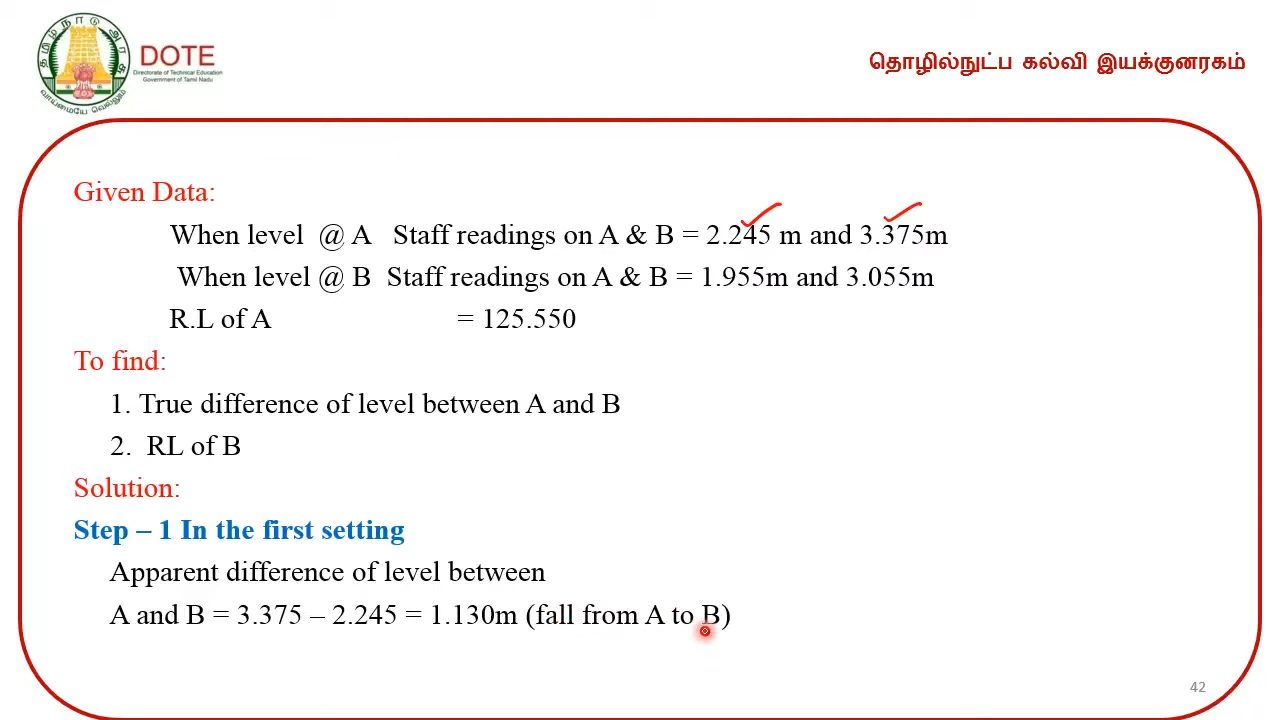 தமிழ்நாடு அரசு
வாய்மையே வெல்லும்
DOTE
Directorate of Technical Education
Government of Tamil Nadu
தொழில்நுட்ப கல்வி இயக்குனரகம்
Given Data:
When level @ A Staff readings on A & B = 2.245 m and 3.375m
When level @ B Staff readings on A & B = 1.955m and 3.055m
R.L of A = 125.550
To find:
1. True difference of level between A and B
2. RL of B
Solution:
Step – 1 In the first setting
Apparent difference of level between
A and B = 3.375 – 2.245 = 1.130m (fall from A to B)
42